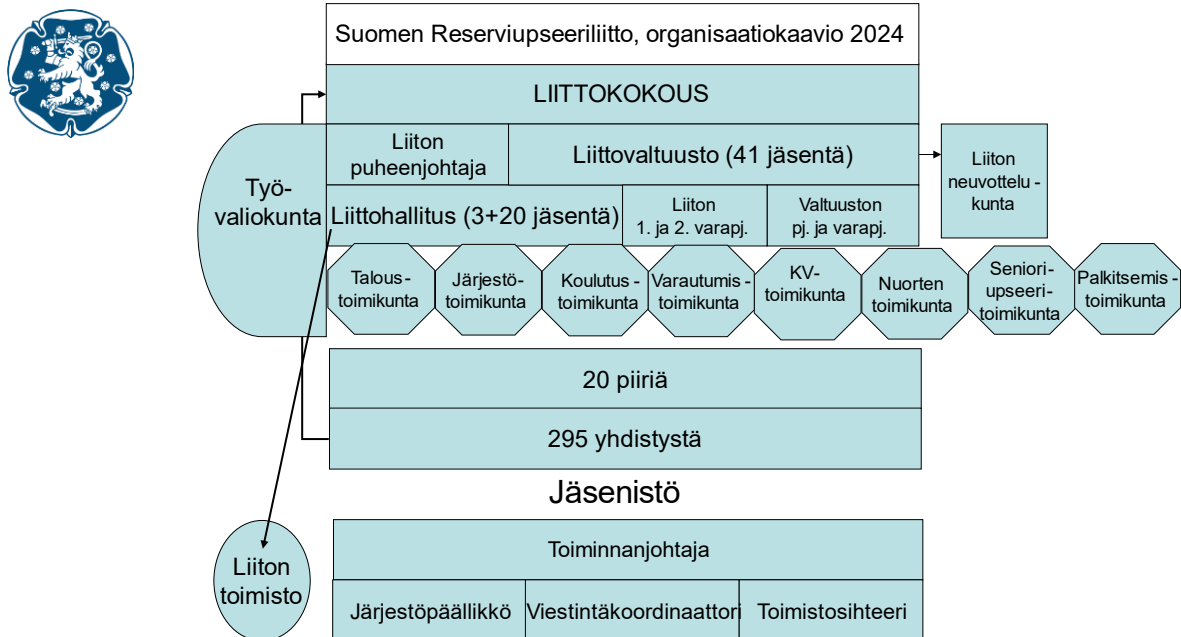 Suomen Reserviupseeriliitto, organisaatiokaavio 2024
LIITTOKOKOUS
Työ-
valiokunta
Liiton
puheenjohtaja
Liittovaltuusto (41 jäsentä)
Liiton
neuvottelu -
kunta
Liittohallitus (3+20 jäsentä)
Liiton
1. ja 2. varapj.
Valtuuston
pj. ja varapj.
Talous-
toimikunta
Järjestö-
toimikunta
Koulutus -
toimikunta
Varautumis -
toimikunta
KV-
toimikunta
Nuorten
toimikunta
Seniori-
upseeri-
toimikunta
Palkitsemis -
toimikunta
20 piiriä
295 yhdistystä
Jäsenistö
Liiton
toimisto
Toiminnanjohtaja
Järjestöpäällikkö
Viestintäkoordinaattori
Toimistosihteeri